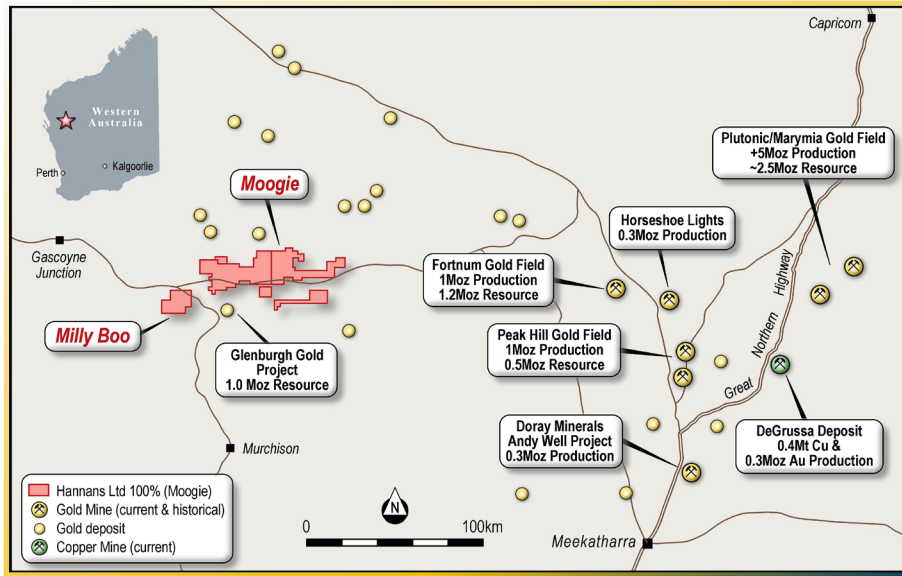 Capricorn
Western
Australia
Perth
Kalgoorlie
Plutonic/Marymia Gold Field
+5Moz Production
~2.5Moz Resource
Moogie
Horseshoe Lights
0.3Moz Production
Gascoyne
Junction
Fortnum Gold Field
1Moz Production
1.2Moz Resource
Great Northern Highway
Milly Boo
Peak Hill Gold Field
1Moz Production
0.5Moz Resource
Glenburgh Gold
Project
1.0 Moz Resource
Doray Minerals
Andy Well Project
0.3Moz Production
DeGrussa Deposit
0.4Mt Cu &
0.3Moz Au Production
Murchison
Hannans Ltd 100% (Moogie)
Gold Mine (current & historical)
Gold deposit
Copper Mine (current)
N
0
100km
Meekatharra